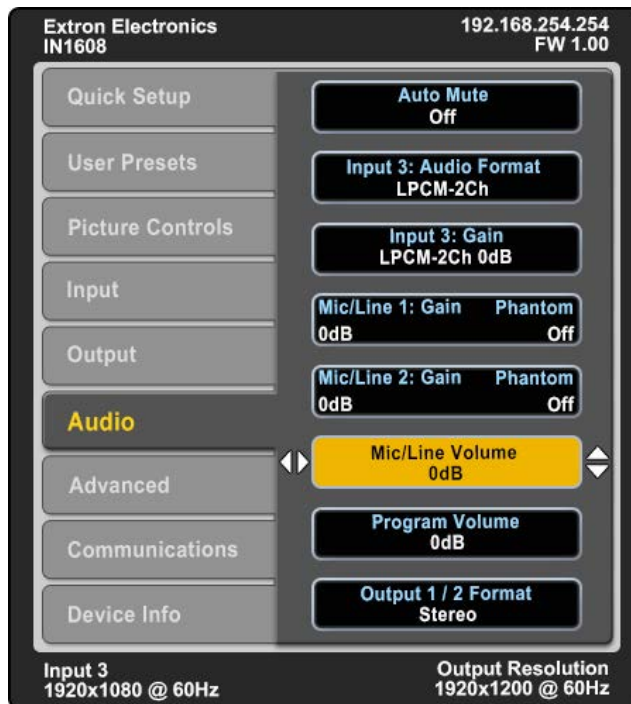 Extron Electronics
IN1608
192.168.254.254
FW 1.00
Quick Setup
User Presets
Picture Controls
Input
Output
Audio
Advanced
Communications
Device Info
Auto Mute
Off
Input 3: Audio Format
LPCM-2Ch
Input 3: Gain
LPCM-2Ch 0dB
Mic/Line 1: Gain Phantom
0dB Off
Mic/Line 2: Gain Phantom
0dB Off
Mic/Line Volume
0dB
Program Volume
0dB
Output 1 / 2 Format
Stereo
Input 3
1920x1080 @ 60Hz
Output Resolution
1920x1200 @ 60Hz